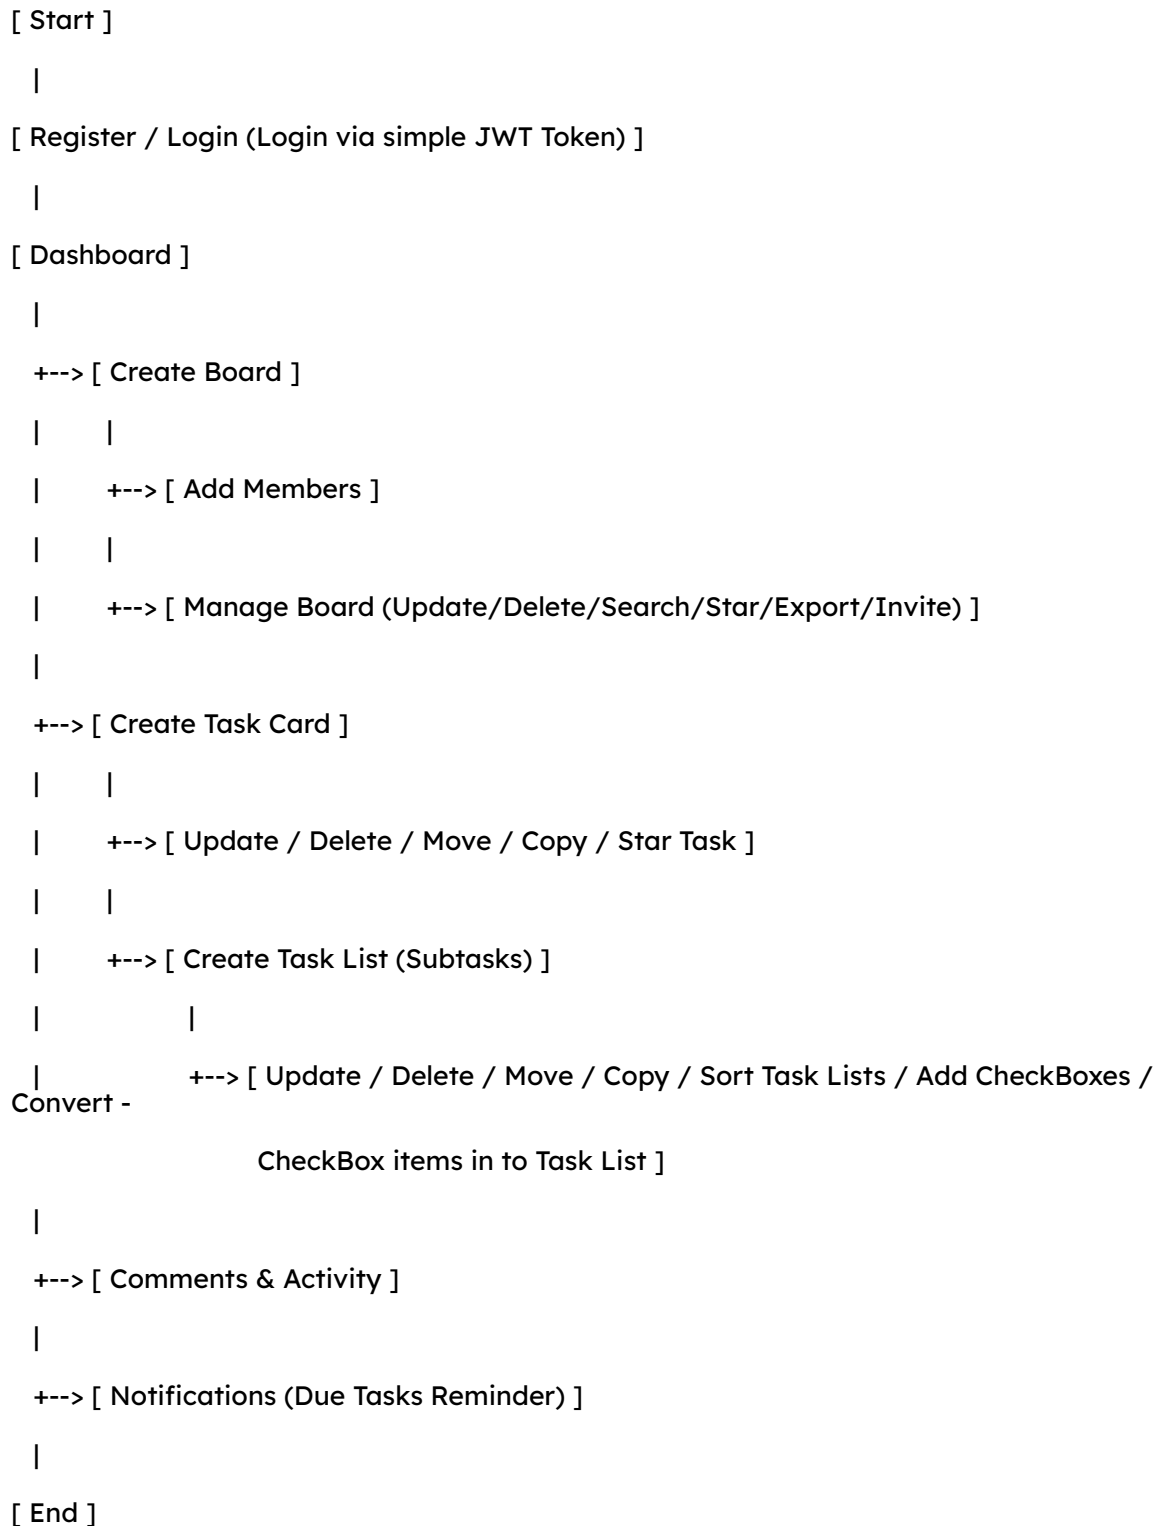 [ Start ]
|
[ Register / Login (Login via simple JWT Token) ]
|
[ Dashboard ]
|
+--> [ Create Board ]
| |
| +--> [ Add Members ]
| |
| +--> [ Manage Board (Update/Delete/Search/Star/Export/Invite) ]
|
+--> [ Create Task Card ]
| |
| +--> [ Update / Delete / Move / Copy / Star Task ]
| |
| +--> [ Create Task List (Subtasks) ]
| |
| +--> [ Update / Delete / Move / Copy / Sort Task Lists / Add CheckBoxes /
Convert -
CheckBox items in to Task List ]
|
+--> [ Comments & Activity ]
|
+--> [ Notifications (Due Tasks Reminder) ]
|
[ End ]